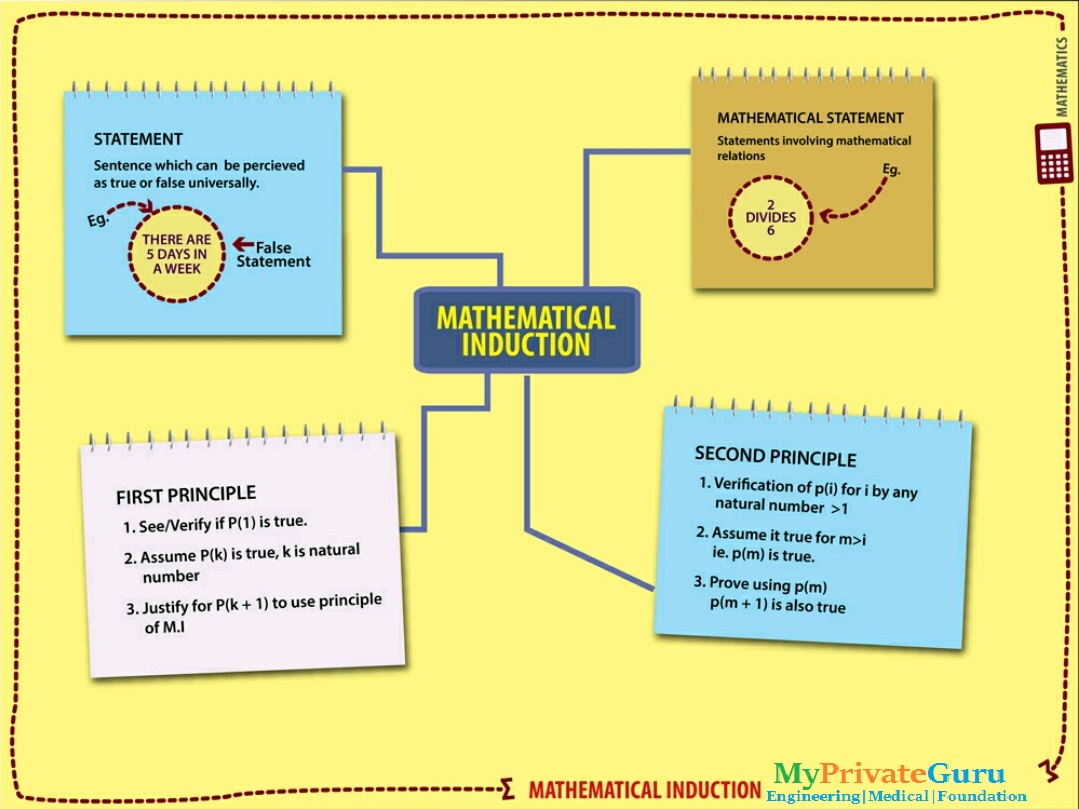 MATHEMATICS
STATEMENT
Sentence which can be percieved
as true or false universally.
Eg.
THERE ARE
5 DAYS IN
A WEEK
False
Statement
MATHEMATICAL STATEMENT
Statements involving mathematical
relations
Eg.
2
DIVIDES
6
MATHEMATICAL
INDUCTION
FIRST PRINCIPLE
1. See/Verify if P(1) is true.
2. Assume P(k) is true, k is natural
number
3. Justify for P(k + 1) to use principle
of M.I
SECOND PRINCIPLE
1. Verification of p(i) for i by any
natural number >1
2. Assume it true for m>i
ie. p(m) is true.
3. Prove using p(m)
p(m + 1) is also true
Σ MATHEMATICAL INDUCTION
MyPrivateGuru
Engineering|Medical|Foundation